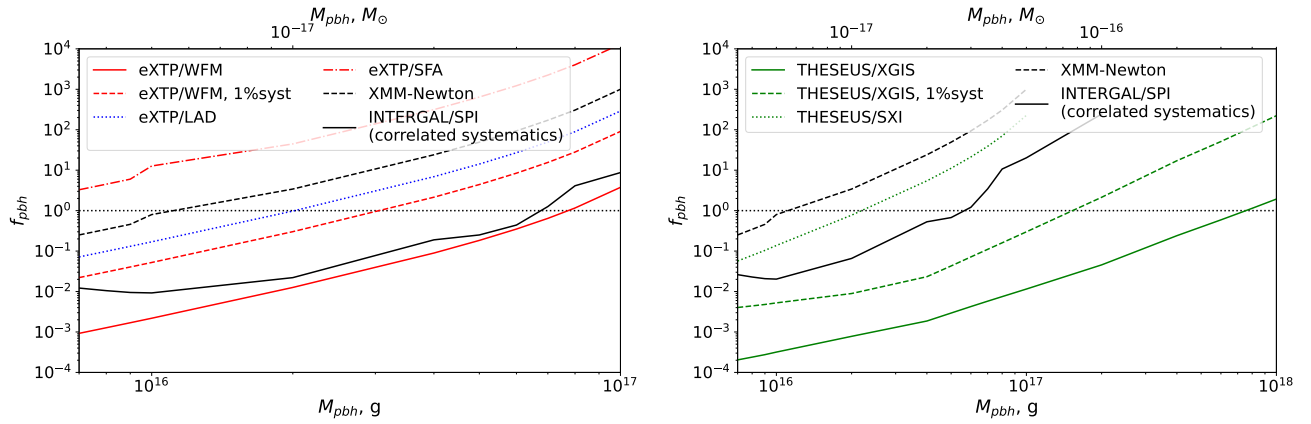 M_pbh, M_⊙
10^-17
10^4
10^3
10^2
10^1
10^0
10^-1
10^-2
10^-3
10^-4
f_pbh
eXTP/WFM
eXTP/WFM, 1%syst
eXTP/LAD
eXTP/SFA
XMM-Newton
INTERGAL/SPI
(correlated systematics)
10^16
10^17
M_pbh, g
M_pbh, M_⊙
10^-17
10^-16
10^4
10^3
10^2
10^1
10^0
10^-1
10^-2
10^-3
10^-4
f_pbh
THESEUS/XGIS
THESEUS/XGIS, 1%syst
THESEUS/SXI
XMM-Newton
INTERGAL/SPI
(correlated systematics)
10^16
10^17
10^18
M_pbh, g